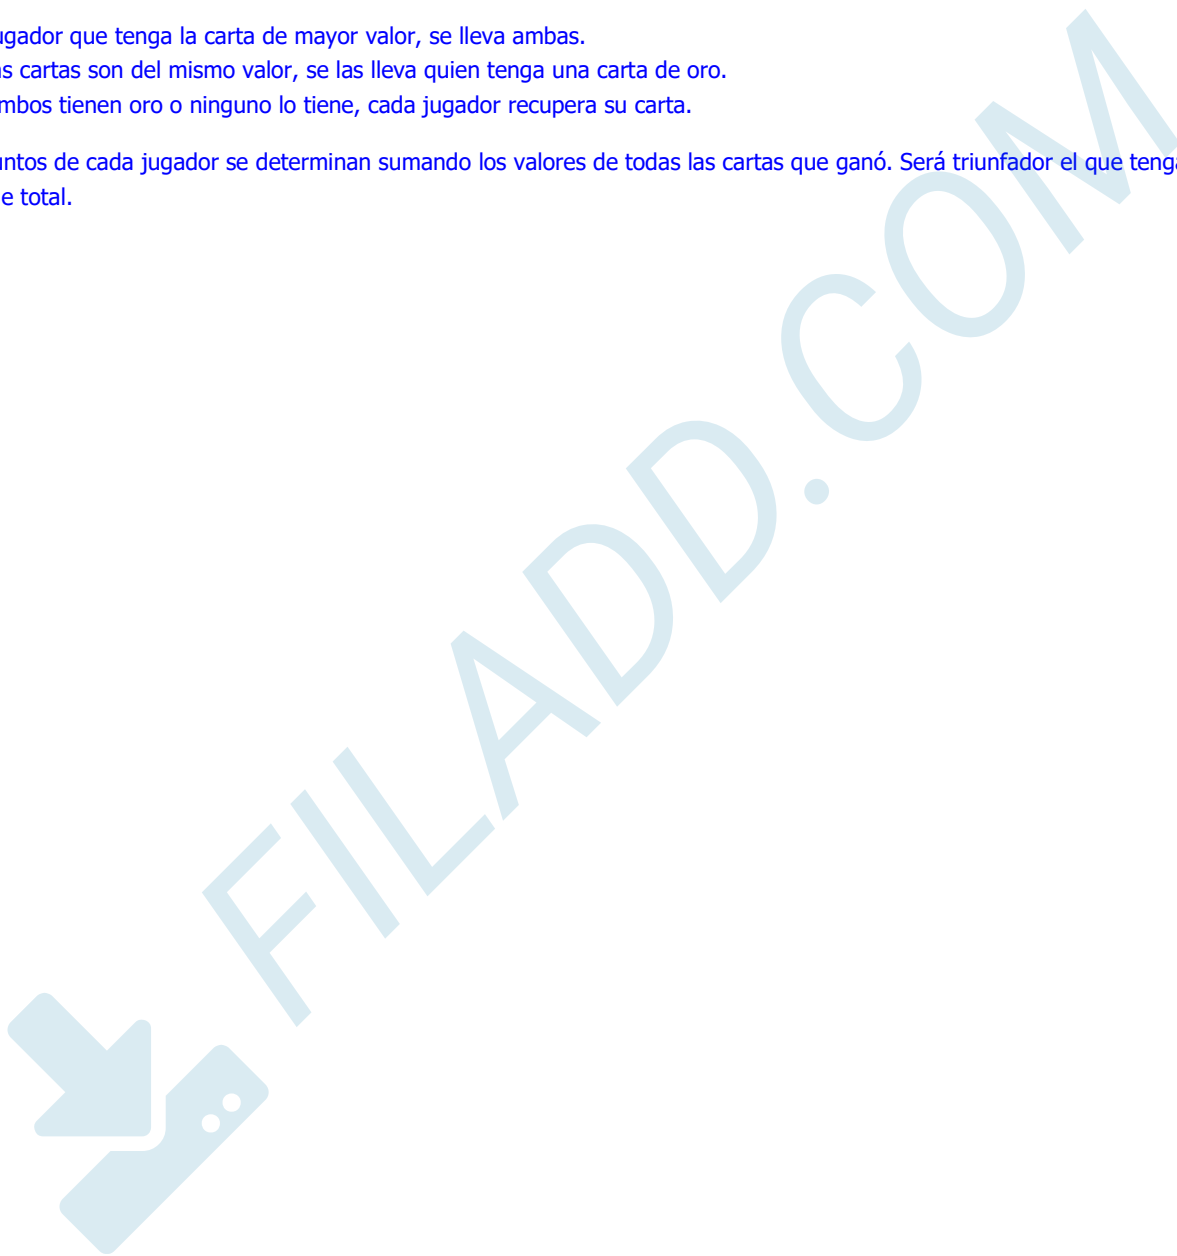 ugador que tenga la carta de mayor valor, se lleva ambas.
as cartas son del mismo valor, se las lleva quien tenga una carta de oro.
mbos tienen oro o ninguno lo tiene, cada jugador recupera su carta.
untos de cada jugador se determinan sumando los valores de todas las cartas que ganó. Será triunfador el que tenga
e total.
FILADD.COM